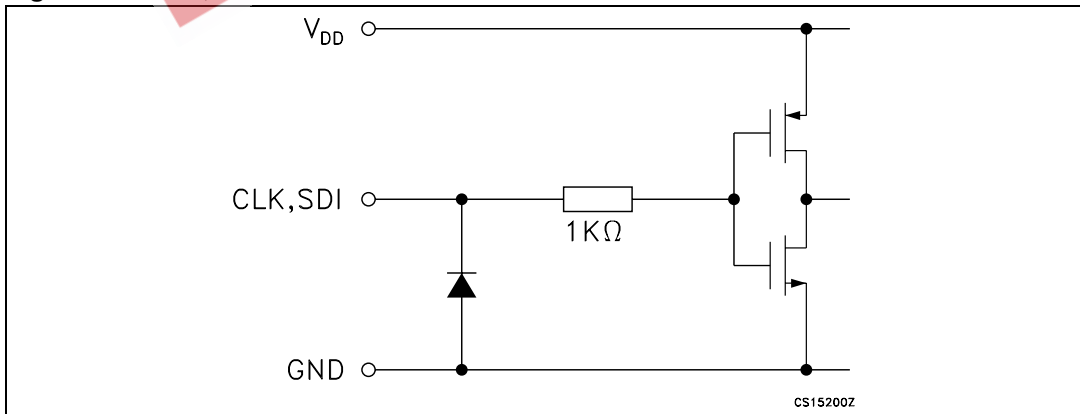 V_DD
CLK,SDI
1KΩ
GND
CS15200Z